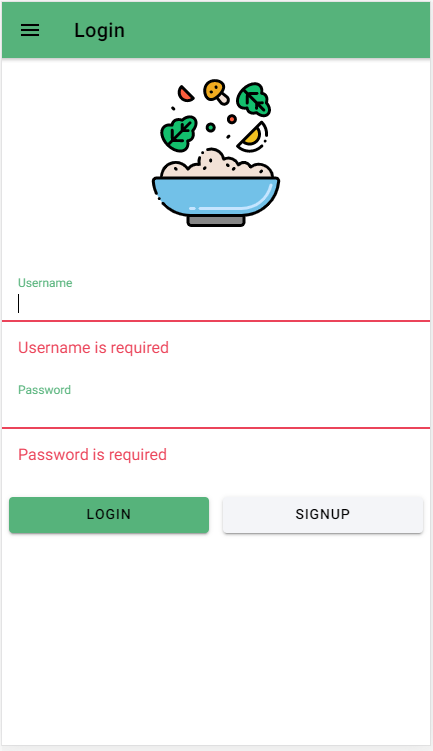 Login
Username
Username is required
Password
Password is required
LOGIN
SIGNUP